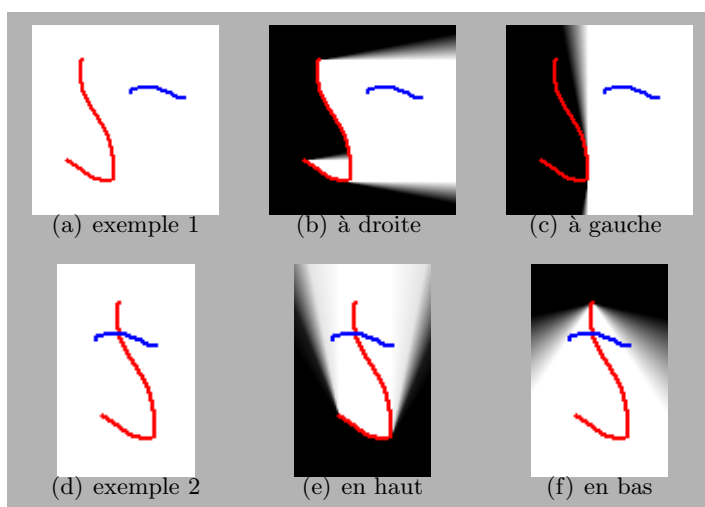 (a) exemple 1
(b) à droite
(c) à gauche
(d) exemple 2
(e) en haut
(f) en bas